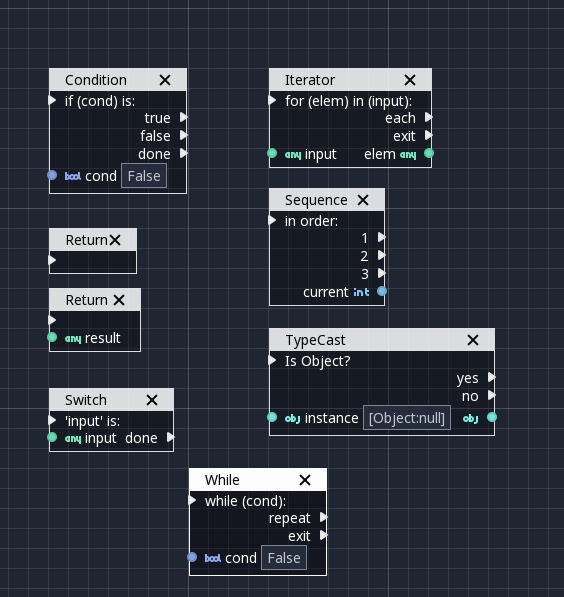 Condition
if (cond) is:
true
false
done
bool cond False
Return
Return
any result
Switch
'input' is:
any input done
Iterator
for (elem) in (input):
each
exit
any input elem any
Sequence
in order:
1
2
3
current int
TypeCast
Is Object?
yes
no
obj instance [Object:null] obj
While
while (cond):
repeat
exit
bool cond False